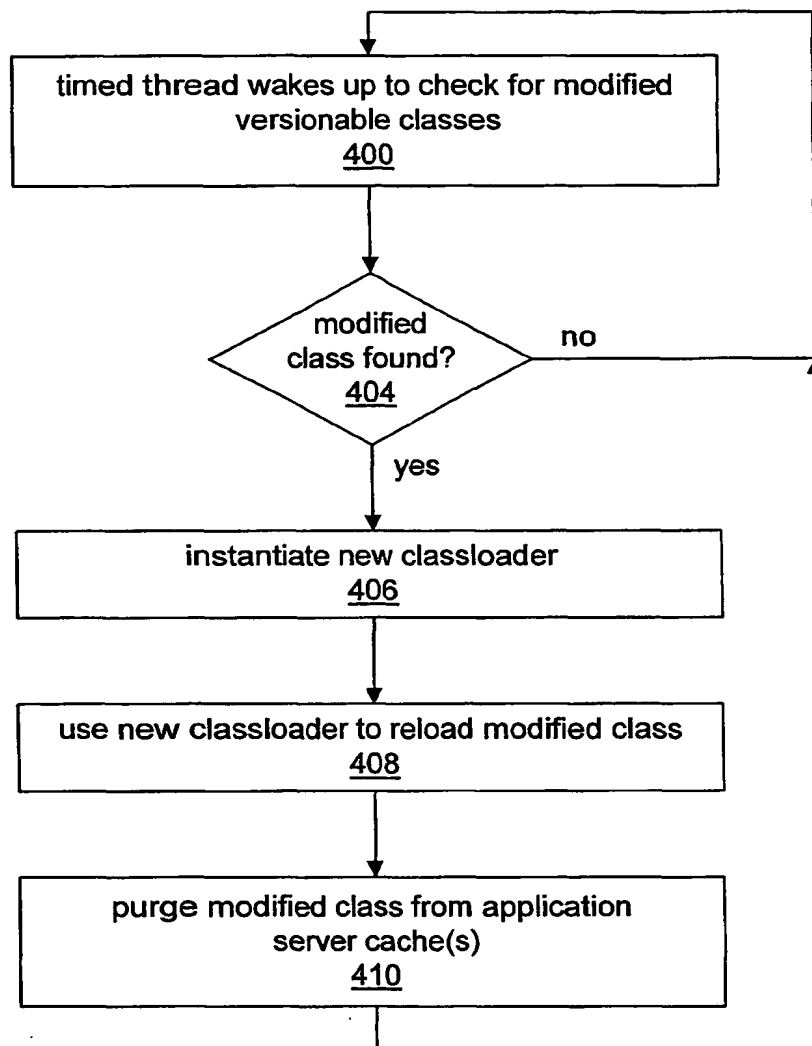 timed thread wakes up to check for modified
versionable classes
400
modified
class found?
404
no
yes
instantiate new classloader
406
use new classloader to reload modified class
408
purge modified class from application
server cache(s)
410